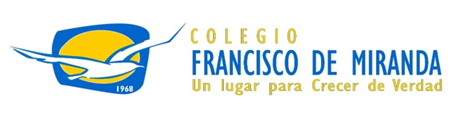 COLEGIO
FRANCISCO DE MIRANDA
Un lugar para Crecer de Verdad
1968